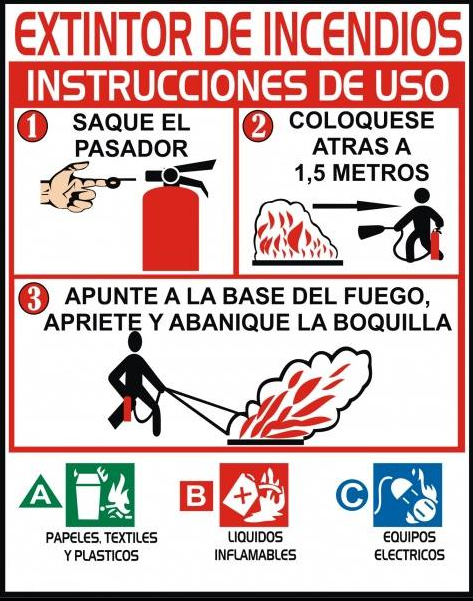 EXTINTOR DE INCENDIOS
INSTRUCCIONES DE USO
1 SAQUE EL
PASADOR
2 COLOQUESE
ATRAS A
1,5 METROS
3 APUNTE A LA BASE DEL FUEGO,
APRIETE Y ABANIQUE LA BOQUILLA
A
PAPELES, TEXTILES
Y PLASTICOS
B
LIQUIDOS
INFLAMABLES
C
EQUIPOS
ELECTRICOS